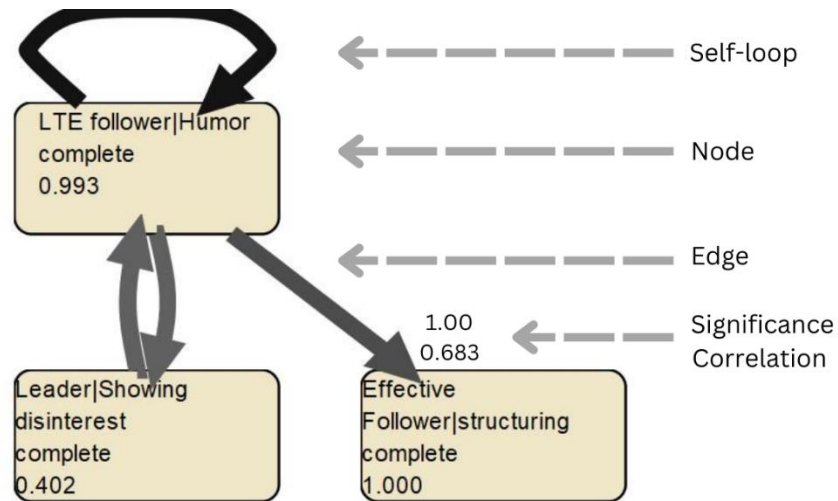 Self-loop
LTE follower|Humor
complete
0.993
Node
Edge
1.00
0.683
Significance
Correlation
Leader|Showing
disinterest
complete
0.402
Effective
Follower|structuring
complete
1.000